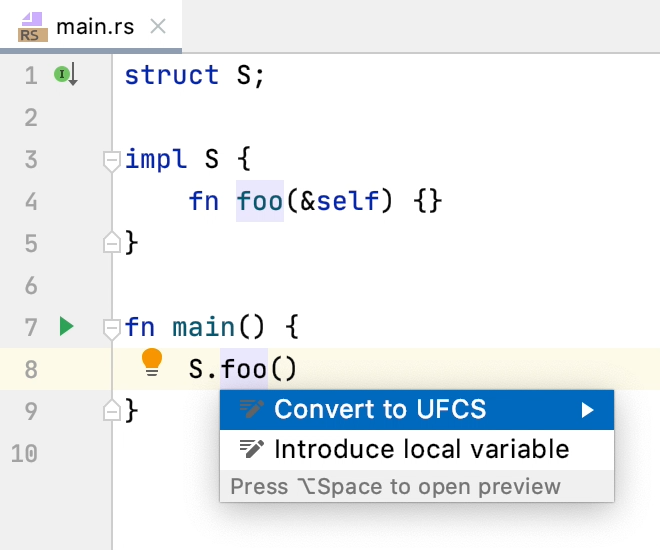 RS main.rs
1 struct S;
2
3 impl S {
4 fn foo(&self) {}
5 }
6
7 fn main() {
8 S.foo()
9 }
10
Convert to UFCS
Introduce local variable
Press ⌥Space to open preview